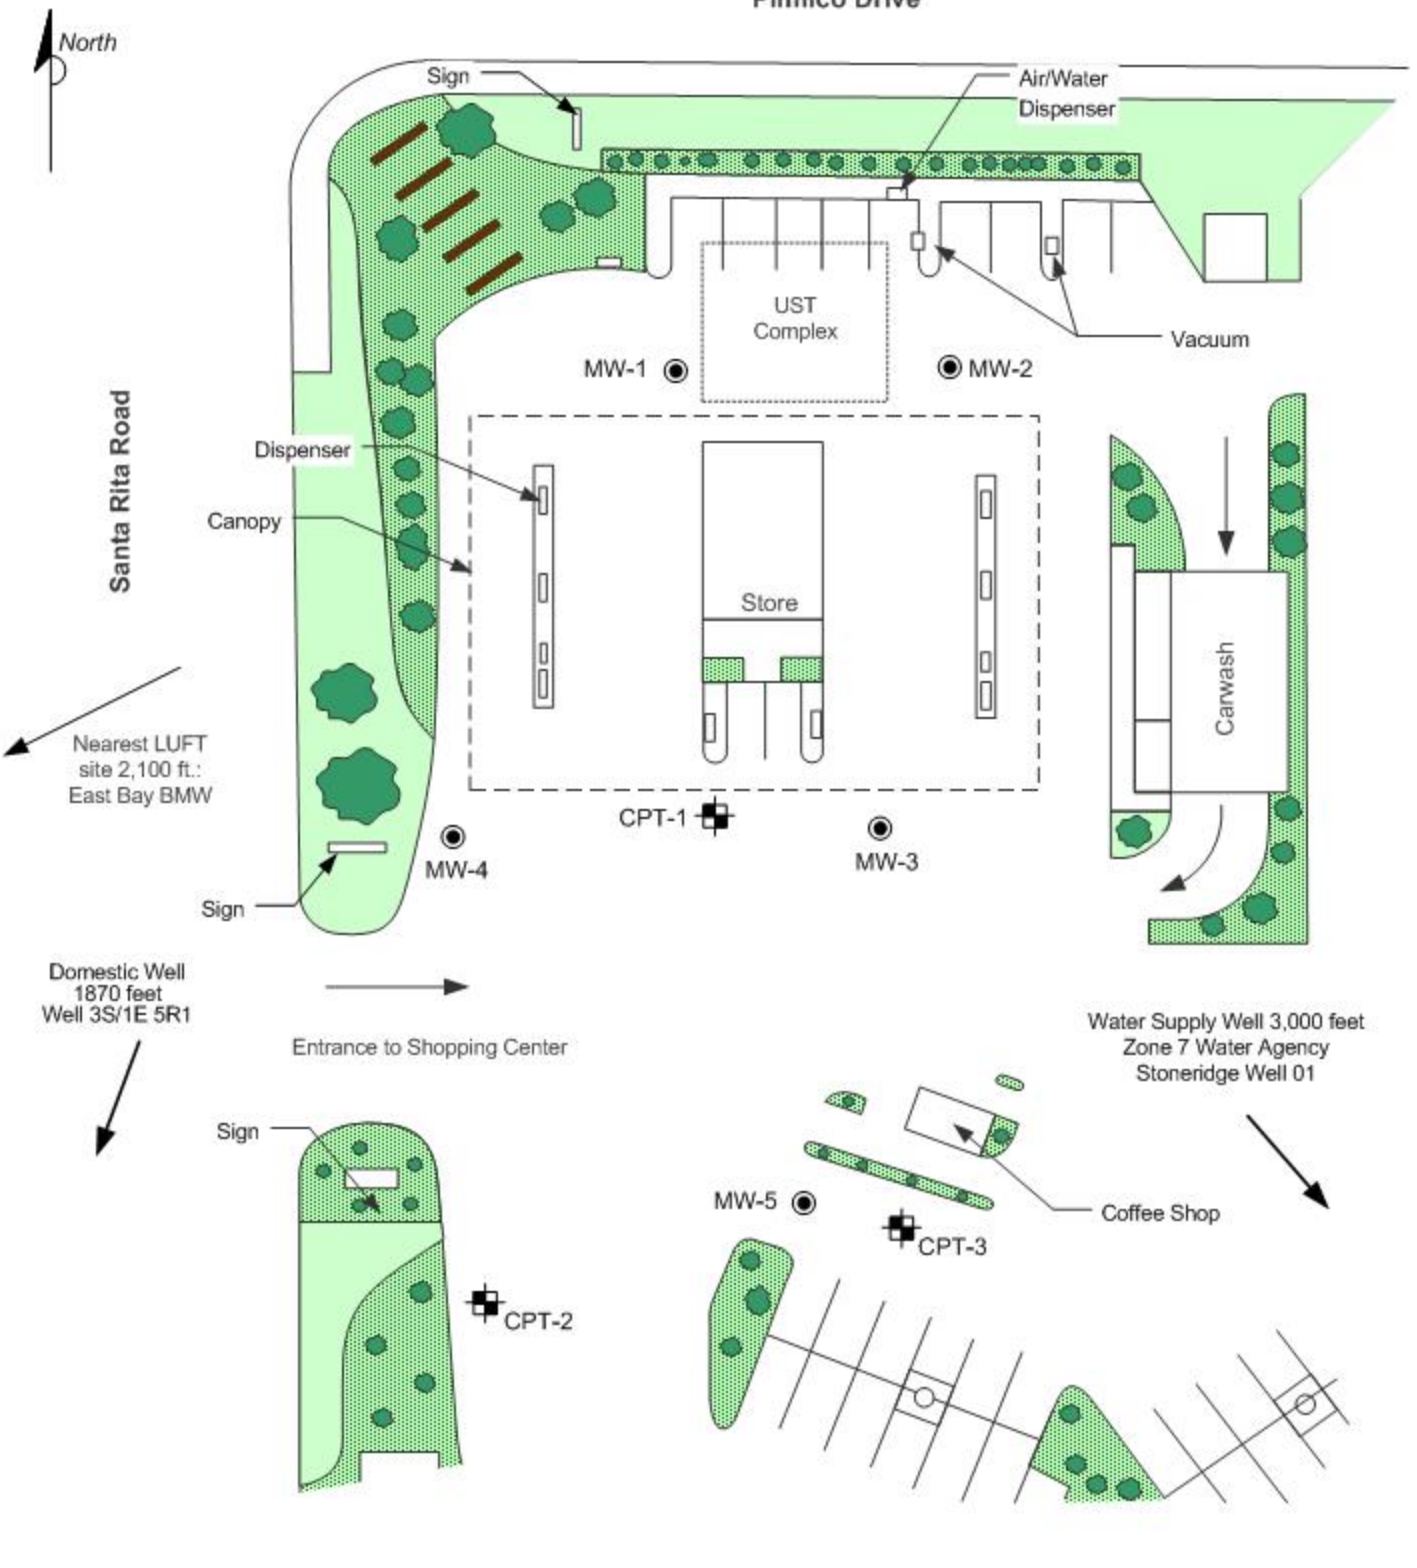 Pimlico Drive
North
Sign
Air/Water
Dispenser
UST
Complex
Vacuum
MW-1
MW-2
Santa Rita Road
Dispenser
Canopy
Store
Carwash
Nearest LUFT
site 2,100 ft.:
East Bay BMW
CPT-1
MW-3
MW-4
Sign
Domestic Well
1870 feet
Well 3S/1E 5R1
Entrance to Shopping Center
Water Supply Well 3,000 feet
Zone 7 Water Agency
Stoneridge Well 01
Sign
MW-5
Coffee Shop
CPT-3
CPT-2